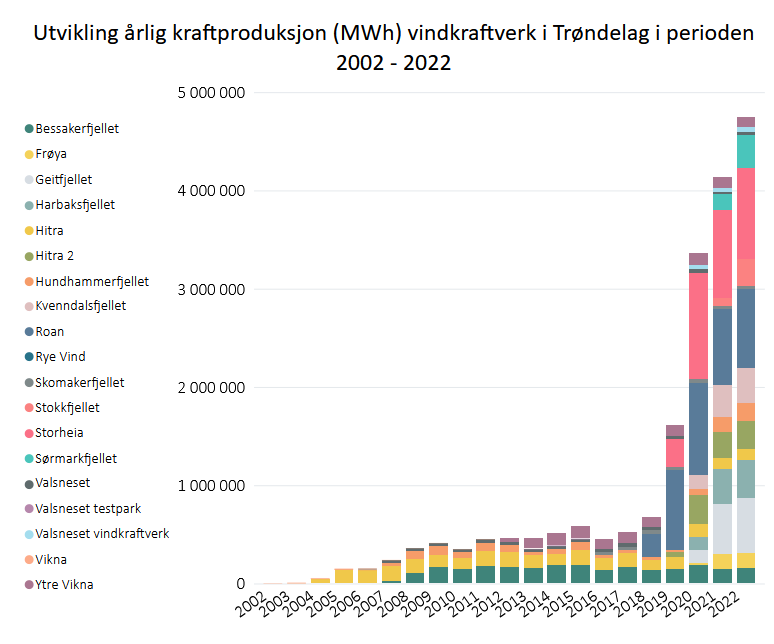 Utvikling årlig kraftproduksjon (MWh) vindkraftverk i Trøndelag i perioden
2002 - 2022
5 000 000
4 000 000
3 000 000
2 000 000
1 000 000
0
Bessakerfjellet
Frøya
Geitfjellet
Harbaksfjellet
Hitra
Hitra 2
Hundhammerfjellet
Kvenndalsfjellet
Roan
Rye Vind
Skomakerfjellet
Stokkfjellet
Storheia
Sørmarkfjellet
Valsneset
Valsneset testpark
Valsneset vindkraftverk
Vikna
Ytre Vikna
2002 2003 2004 2005 2006 2007 2008 2009 2010 2011 2012 2013 2014 2015 2016 2017 2018 2019 2020 2021 2022